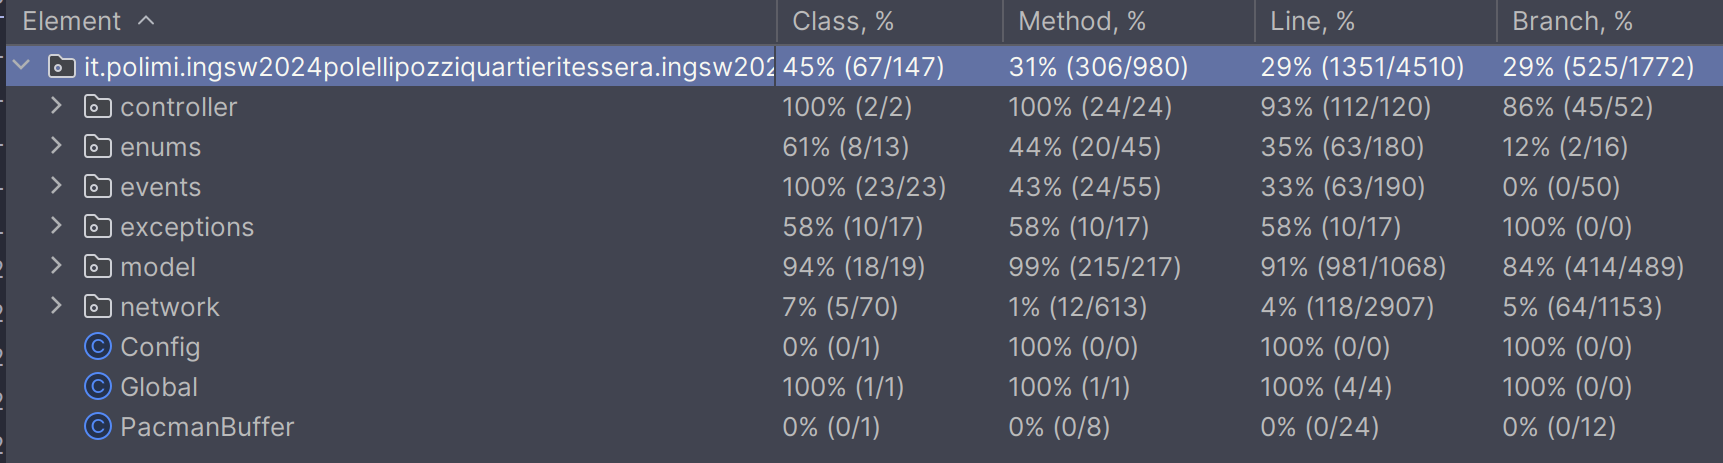 Element Class, % Method, % Line, % Branch, %
it.polimi.ingsw2024polellipozziquartieritessera.ingsw202 45% (67/147) 31% (306/980) 29% (1351/4510) 29% (525/1772)
controller 100% (2/2) 100% (24/24) 93% (112/120) 86% (45/52)
enums 61% (8/13) 44% (20/45) 35% (63/180) 12% (2/16)
events 100% (23/23) 43% (24/55) 33% (63/190) 0% (0/50)
exceptions 58% (10/17) 58% (10/17) 58% (10/17) 100% (0/0)
model 94% (18/19) 99% (215/217) 91% (981/1068) 84% (414/489)
network 7% (5/70) 1% (12/613) 4% (118/2907) 5% (64/1153)
Config 0% (0/1) 100% (0/0) 100% (0/0) 100% (0/0)
Global 100% (1/1) 100% (1/1) 100% (4/4) 100% (0/0)
PacmanBuffer 0% (0/1) 0% (0/8) 0% (0/24) 0% (0/12)